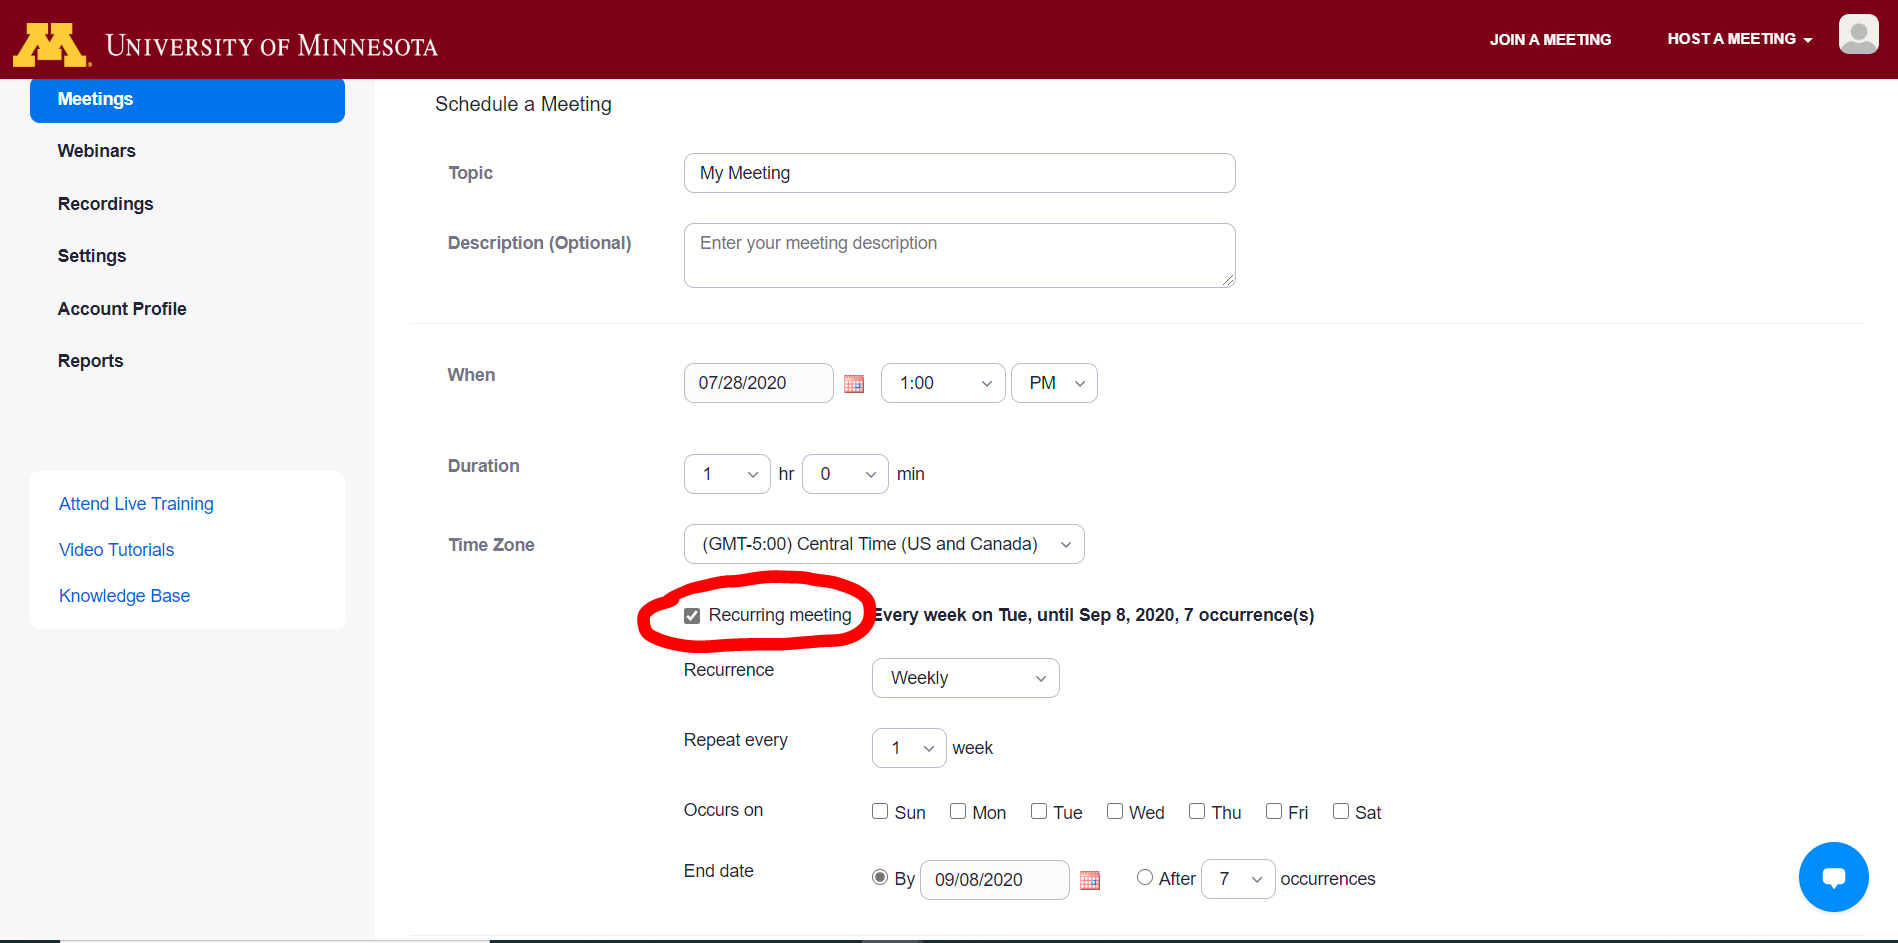 University of Minnesota
JOIN A MEETING
HOST A MEETING
Meetings
Webinars
Recordings
Settings
Account Profile
Reports
Attend Live Training
Video Tutorials
Knowledge Base
Schedule a Meeting
Topic
My Meeting
Description (Optional)
Enter your meeting description
When
07/28/2020 1:00 PM
Duration
1 hr 0 min
Time Zone
(GMT-5:00) Central Time (US and Canada)
Recurring meeting Every week on Tue, until Sep 8, 2020, 7 occurrence(s)
Recurrence Weekly
Repeat every 1 week
Occurs on Sun Mon Tue Wed Thu Fri Sat
End date By 09/08/2020 After 7 occurrences